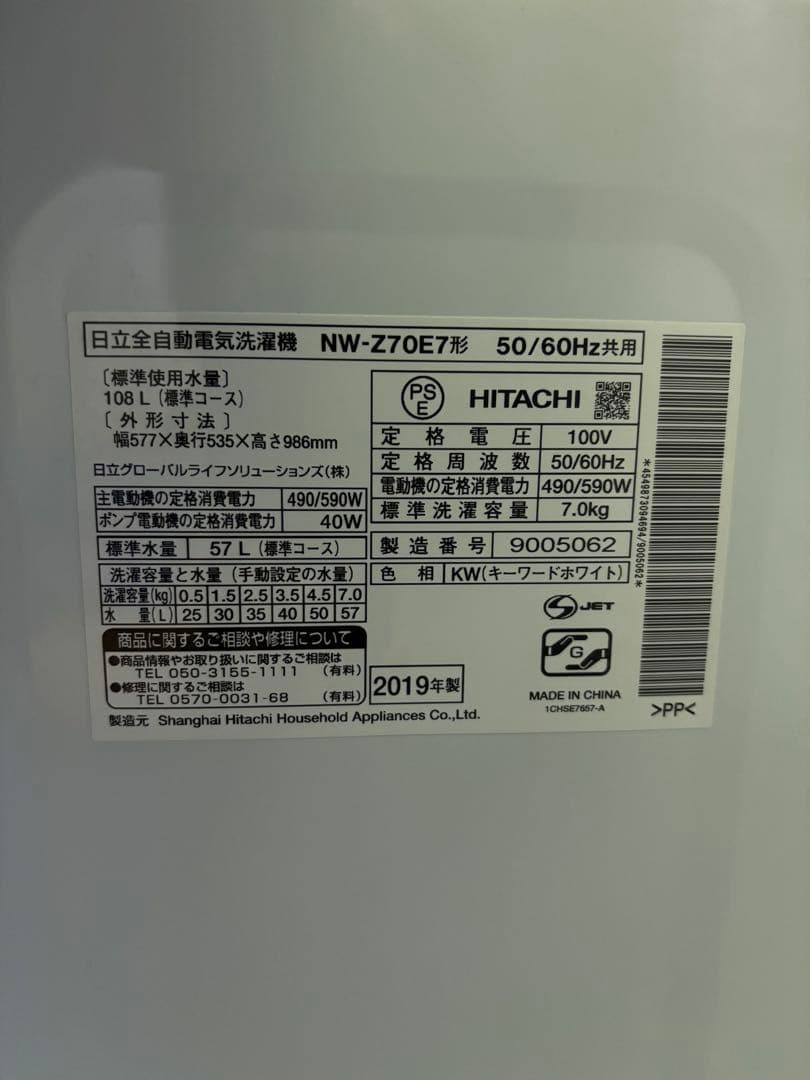 日立全自動電気洗濯機 NW-Z70E7形 50/60Hz共用
〔標準使用水量〕
108 L（標準コース）
〔外形寸法〕
幅577×奥行535×高さ986mm
日立グローバルライフソリューションズ（株）
主電動機の定格消費電力 490/590W
ポンプ電動機の定格消費電力 40W
標準水量 57 L（標準コース）
洗濯容量と水量（手動設定の水量）
洗濯容量(kg) 0.5 1.5 2.5 3.5 4.5 7.0
水 量(L) 25 30 35 40 50 57
商品に関するご相談や修理について
●商品情報やお取り扱いに関するご相談は
TEL 050-3155-1111 （有料）
●修理に関するご相談は
TEL 0570-0031-68 （有料）
製造元 Shanghai Hitachi Household Appliances Co.,Ltd.
PS
E
HITACHI
定格電圧 100V
定格周波数 50/60Hz
電動機の定格消費電力 490/590W
標準洗濯容量 7.0kg
製造番号 9005062
色相 KW（キーワードホワイト）
S-JET
G
2019年製
MADE IN CHINA
1CHSE7657-A
*4549873094694/9005062*
>PP<